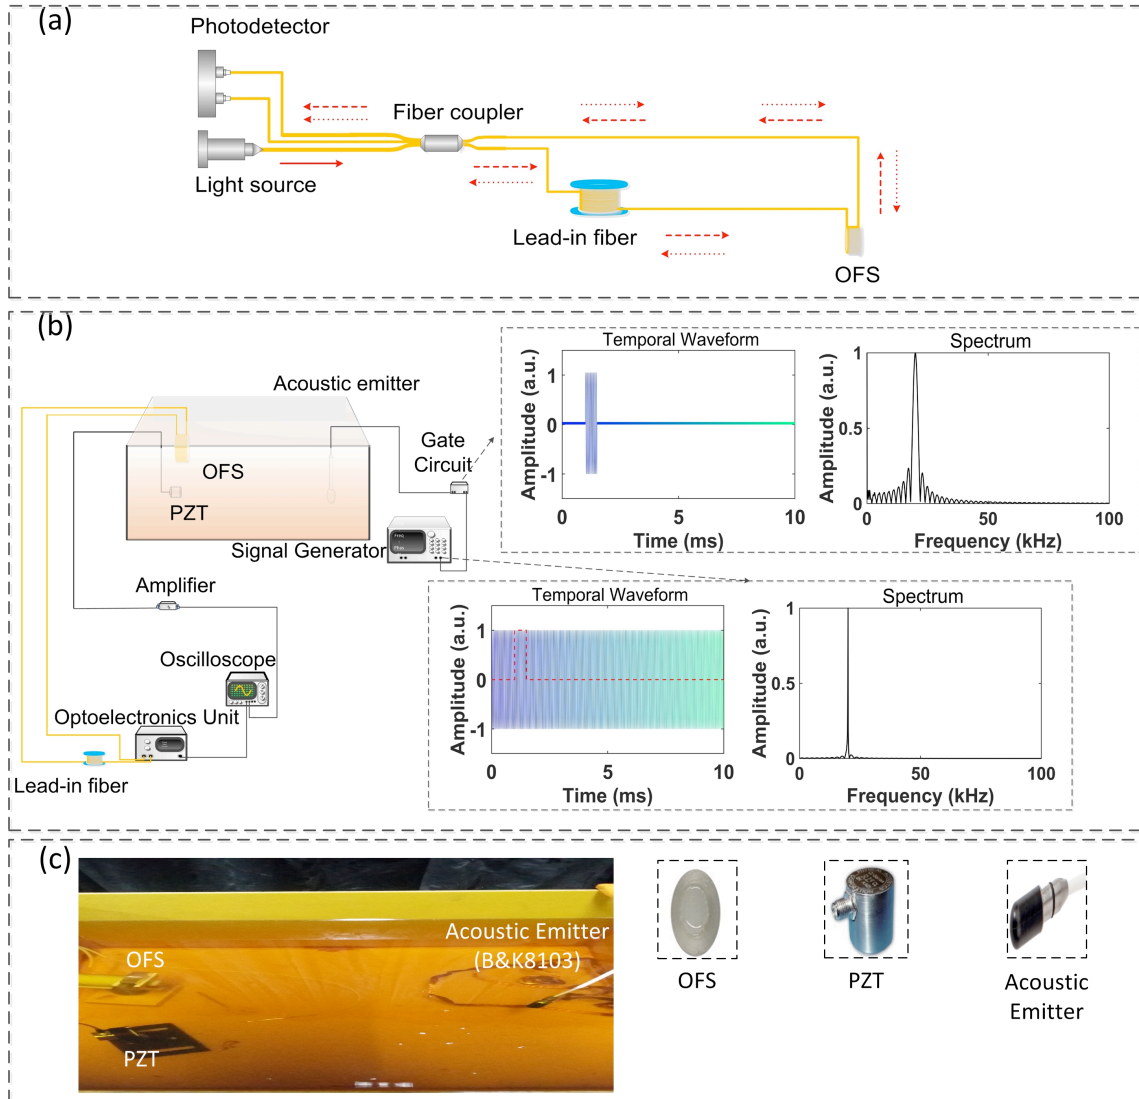 (a)
Photodetector
Fiber coupler
Light source
Lead-in fiber
OFS
(b)
Acoustic emitter
OFS
PZT
Gate
Circuit
Signal Generator
Amplifier
Oscilloscope
Optoelectronics Unit
Lead-in fiber
Temporal Waveform
Amplitude (a.u.)
1
0
-1
0
5
10
Time (ms)
Spectrum
Amplitude (a.u.)
1
0.5
0
0
50
100
Frequency (kHz)
Temporal Waveform
Amplitude (a.u.)
1
0
-1
0
5
10
Time (ms)
Spectrum
Amplitude (a.u.)
1
0.5
0
0
50
100
Frequency (kHz)
(c)
OFS
Acoustic Emitter
(B&K8103)
PZT
OFS
PZT
Acoustic
Emitter